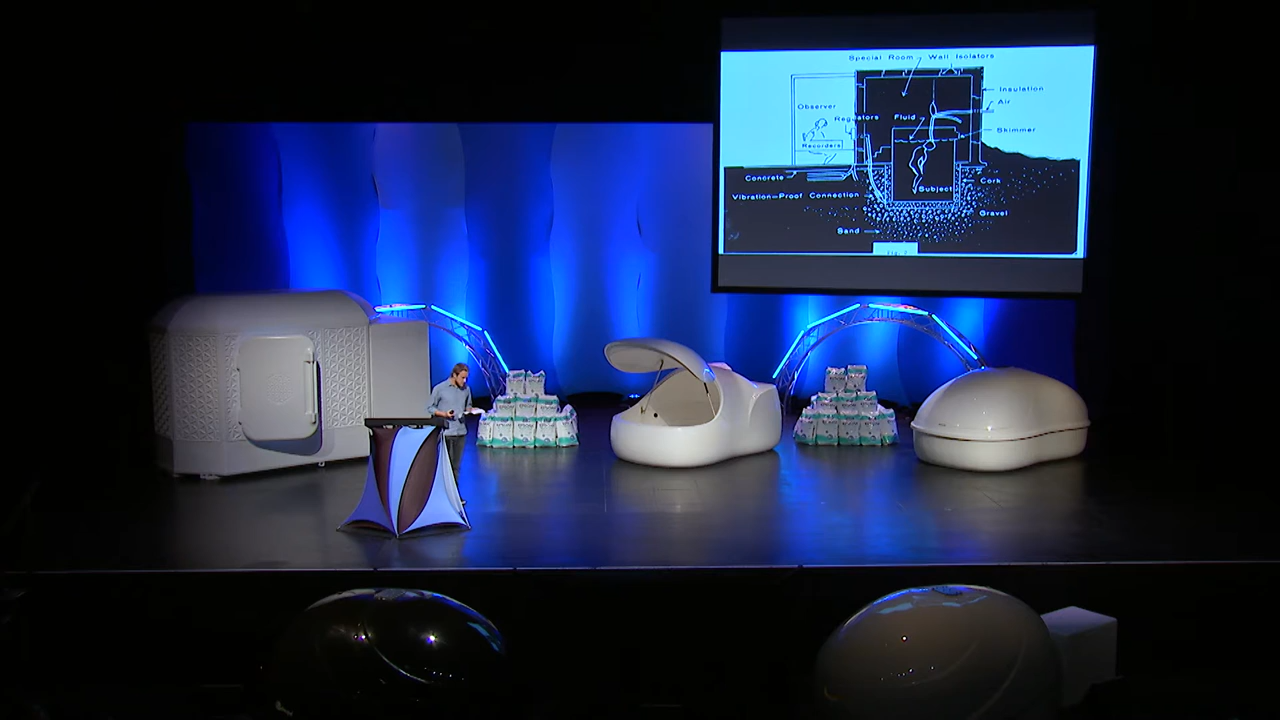 Special Room
Wall Isolators
Insulation
Air
Observer
Regulators
Fluid
Skimmer
Recorders
Concrete
Cork
Subject
Vibration—Proof Connection
Gravel
Sand